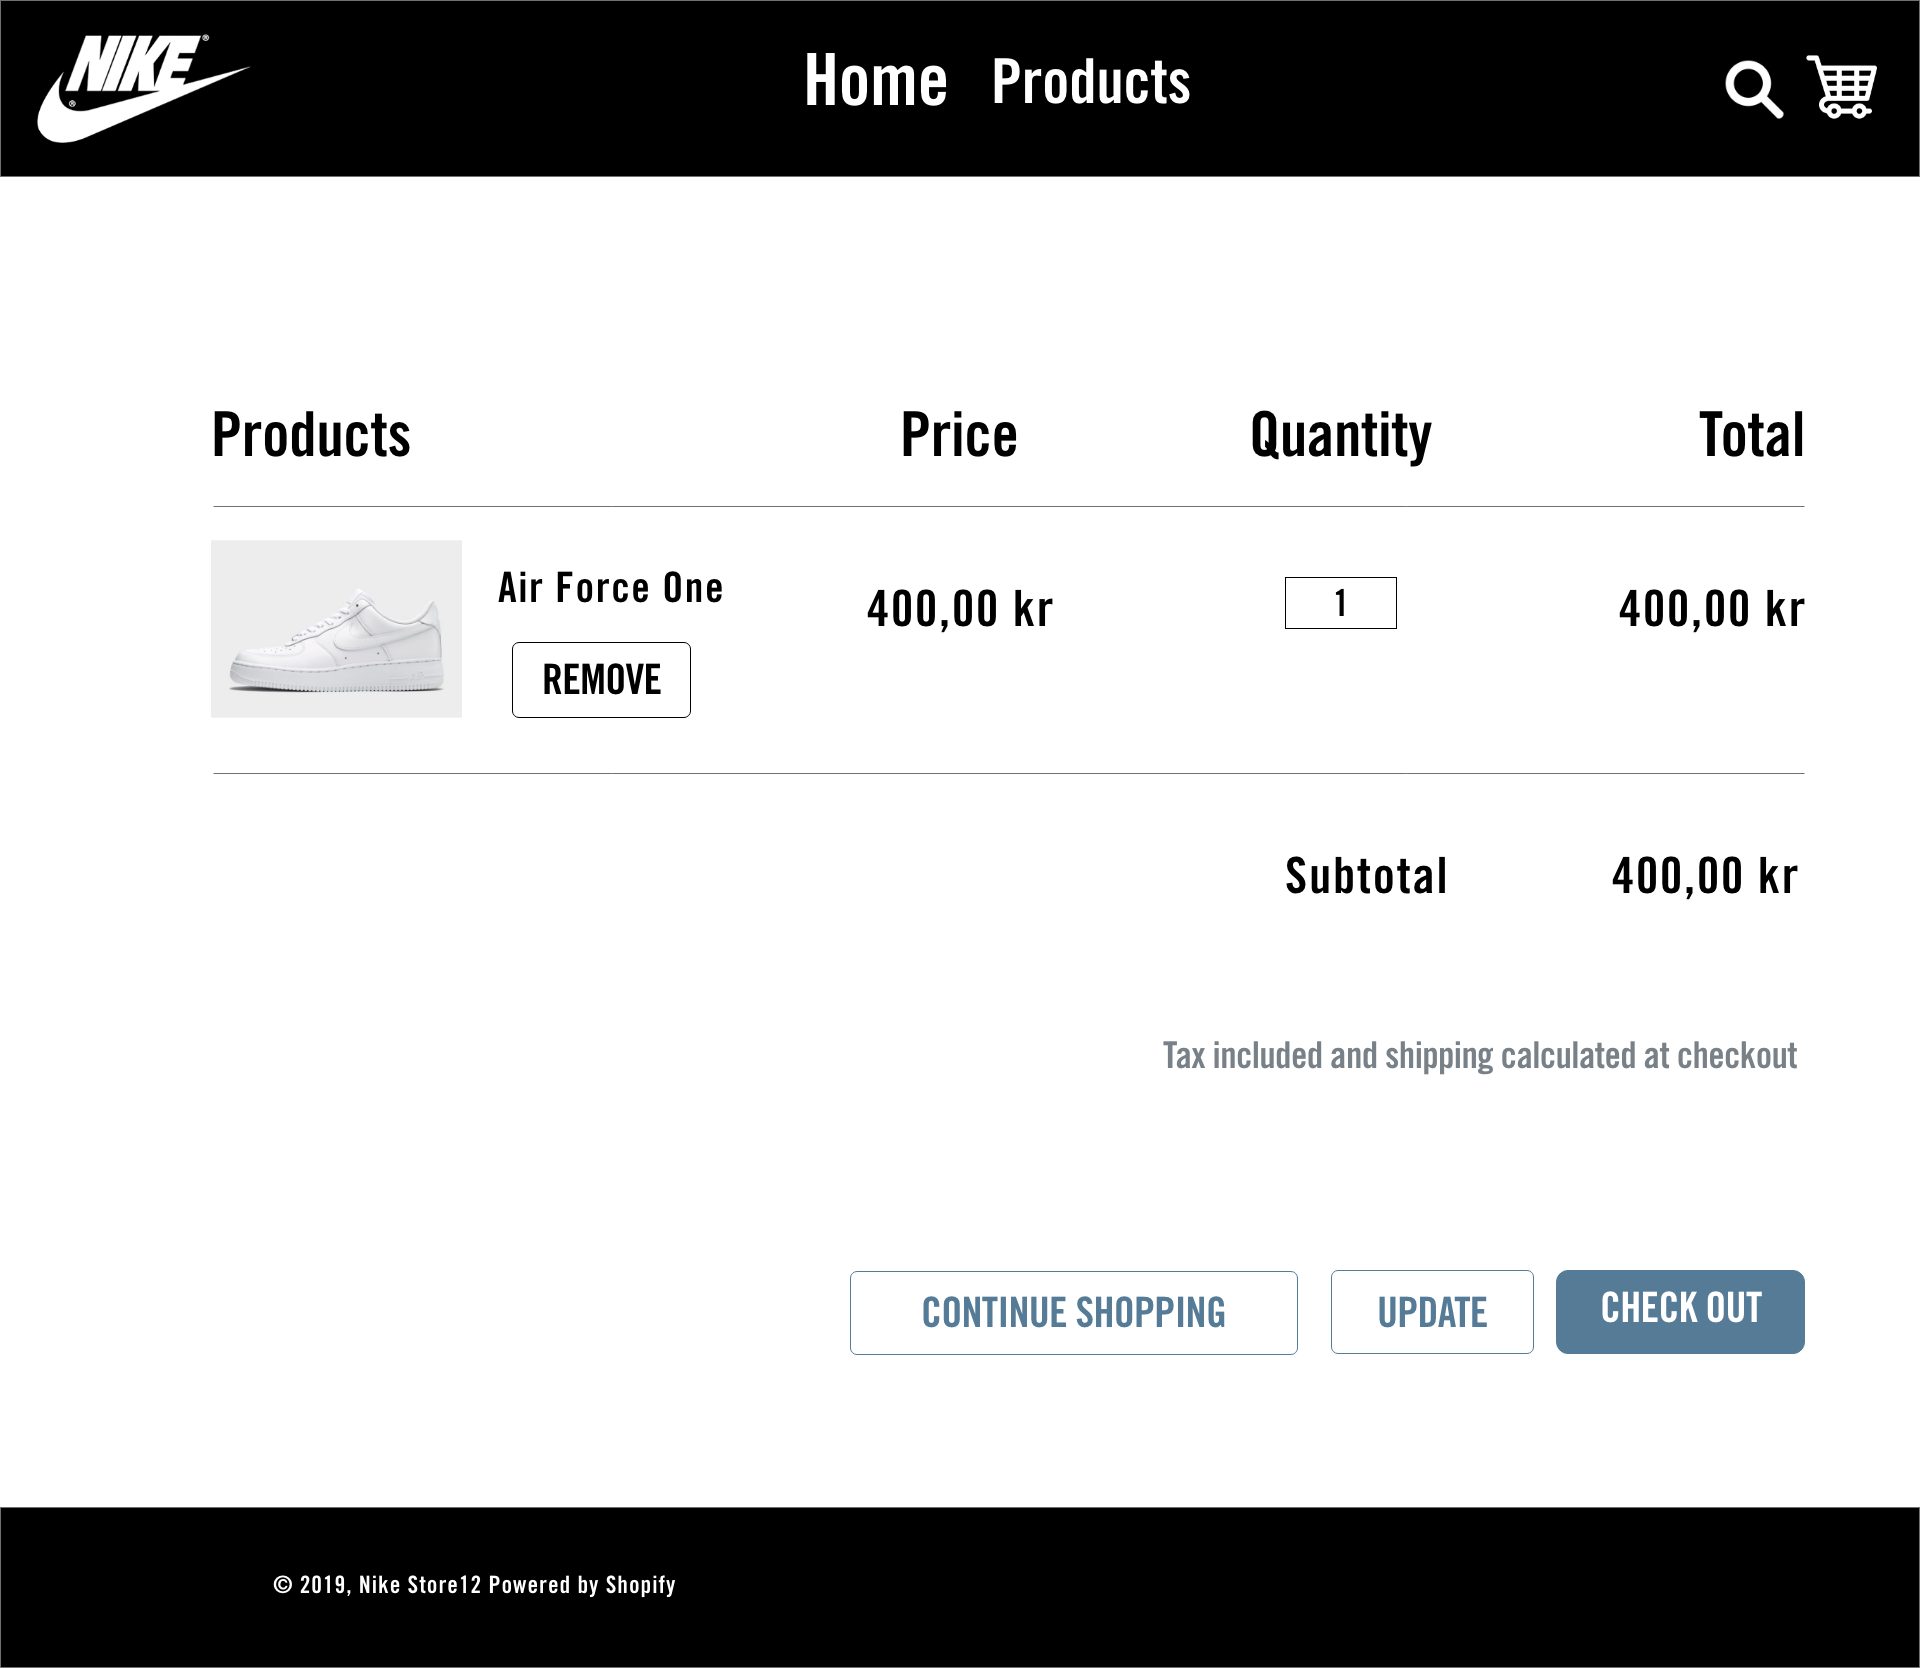 NIKE
Home Products
Products Price Quantity Total
Air Force One
400,00 kr 1 400,00 kr
REMOVE
Subtotal 400,00 kr
Tax included and shipping calculated at checkout
CONTINUE SHOPPING UPDATE CHECK OUT
© 2019, Nike Store12 Powered by Shopify